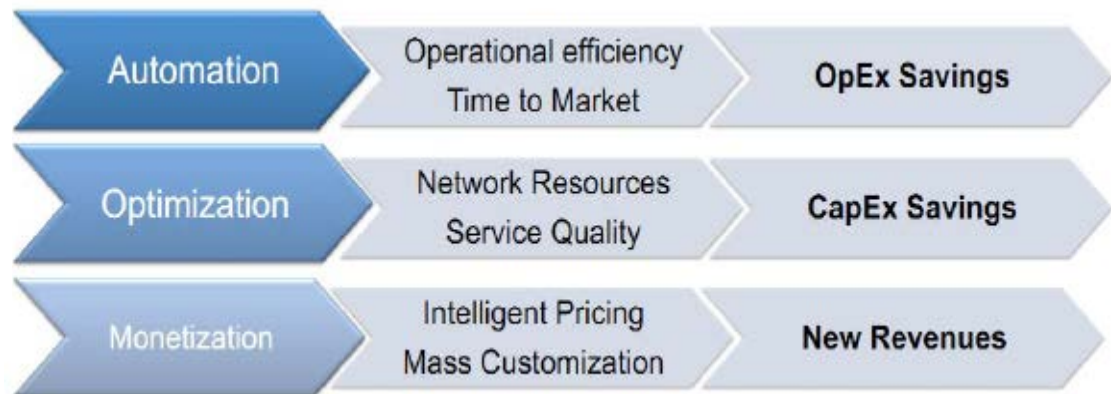 Automation
Operational efficiency
Time to Market
OpEx Savings
Optimization
Network Resources
Service Quality
CapEx Savings
Monetization
Intelligent Pricing
Mass Customization
New Revenues